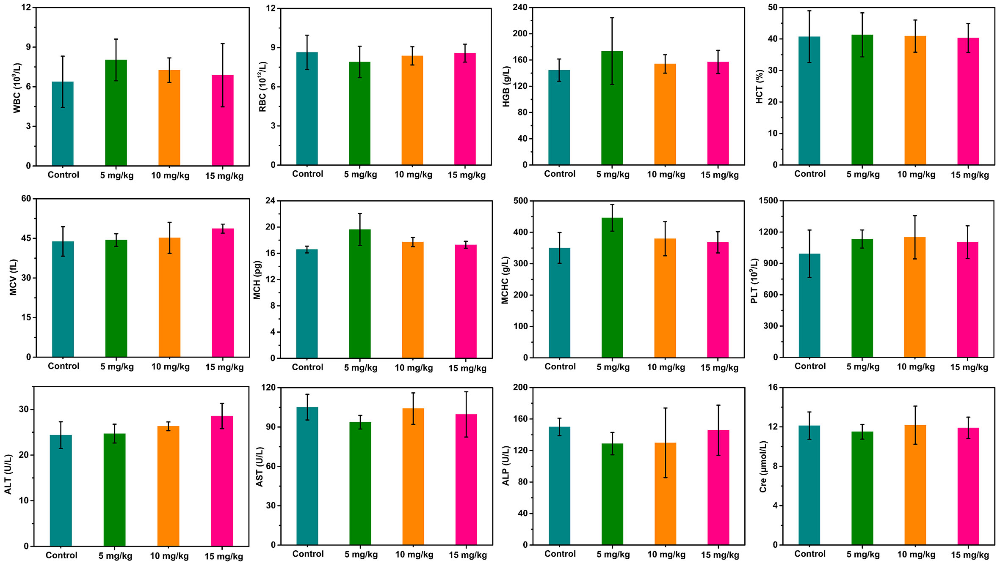 12
9
6
3
0
WBC (10⁹/L)
Control 5 mg/kg 10 mg/kg 15 mg/kg
12
9
6
3
0
RBC (10¹²/L)
Control 5 mg/kg 10 mg/kg 15 mg/kg
240
200
160
120
80
40
0
HGB (g/L)
Control 5 mg/kg 10 mg/kg 15 mg/kg
50
40
30
20
10
0
HCT (%)
Control 5 mg/kg 10 mg/kg 15 mg/kg
60
45
30
15
0
MCV (fL)
Control 5 mg/kg 10 mg/kg 15 mg/kg
24
20
16
12
8
4
0
MCH (pg)
Control 5 mg/kg 10 mg/kg 15 mg/kg
500
400
300
200
100
0
MCHC (g/L)
Control 5 mg/kg 10 mg/kg 15 mg/kg
1500
1200
900
600
300
0
PLT (10⁹/L)
Control 5 mg/kg 10 mg/kg 15 mg/kg
30
20
10
0
ALT (U/L)
Control 5 mg/kg 10 mg/kg 15 mg/kg
120
90
60
30
0
AST (U/L)
Control 5 mg/kg 10 mg/kg 15 mg/kg
200
160
120
80
40
0
ALP (U/L)
Control 5 mg/kg 10 mg/kg 15 mg/kg
16
12
8
4
0
Cre (μmol/L)
Control 5 mg/kg 10 mg/kg 15 mg/kg